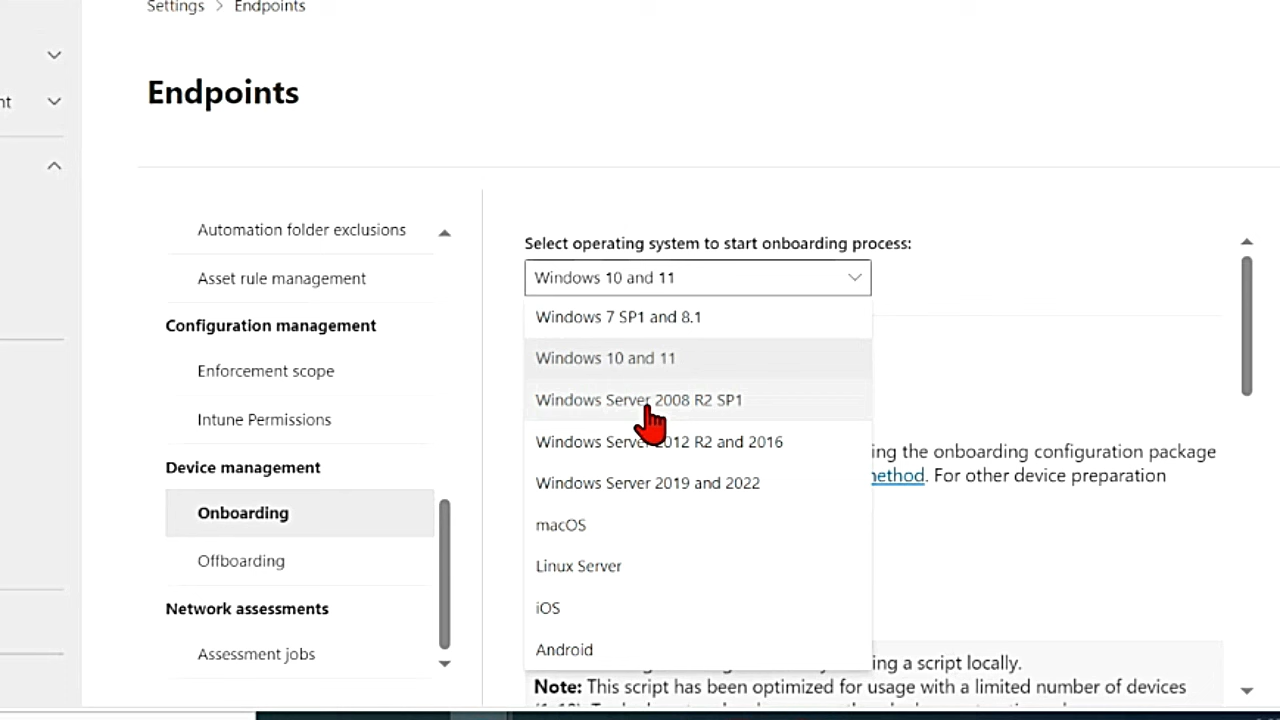 Settings > Endpoints
nt
Endpoints
Automation folder exclusions
Asset rule management
Configuration management
Enforcement scope
Intune Permissions
Device management
Onboarding
Offboarding
Network assessments
Assessment jobs
Select operating system to start onboarding process:
Windows 10 and 11
Windows 7 SP1 and 8.1
Windows 10 and 11
Windows Server 2008 R2 SP1
Windows Server 2012 R2 and 2016
Windows Server 2019 and 2022
macOS
Linux Server
iOS
Android
ing the onboarding configuration package
method. For other device preparation
ing a script locally.
Note: This script has been optimized for usage with a limited number of devices